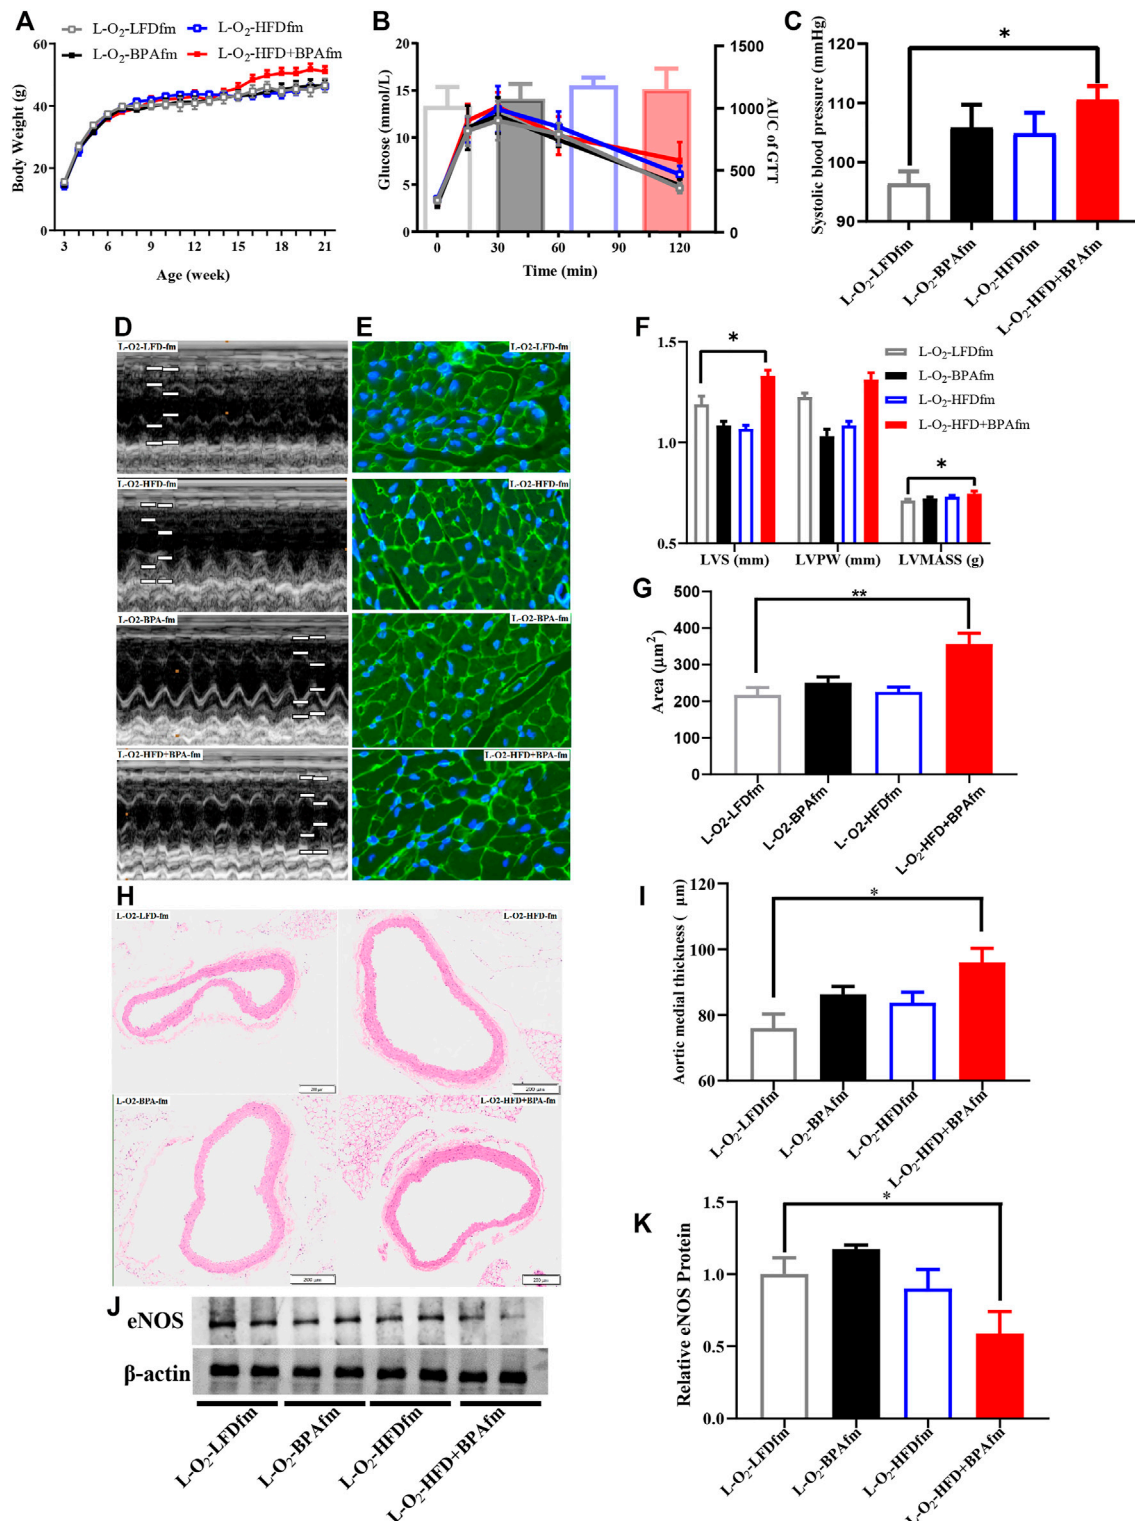 A
L-O2-LFDfm
L-O2-HFDfm
L-O2-BPAfm
L-O2-HFD+BPAfm
Body Weight (g)
60
40
20
0
3 6 9 12 15 18 21
Age (week)
B
Glucose (mmol/L)
20
15
10
5
0
0 30 60 90 120
Time (min)
1500
1000
500
0
AUC of GTT
C
Systolic blood pressure (mmHg)
120
110
100
90
*
L-O2-LFDfm
L-O2-BPAfm
L-O2-HFDfm
L-O2-HFD+BPAfm
D
L-O2-LFD-fm
L-O2-HFD-fm
L-O2-BPA-fm
L-O2-HFD+BPA-fm
E
L-O2-LFD-fm
L-O2-HFD-fm
L-O2-BPA-fm
L-O2-HFD+BPA-fm
F
1.5
1.0
0.5
*
*
L-O2-LFDfm
L-O2-BPAfm
L-O2-HFDfm
L-O2-HFD+BPAfm
LVS (mm) LVPW (mm) LVMASS (g)
G
Area (μm²)
500
400
300
200
100
0
**
L-O2-LFDfm
L-O2-BPAfm
L-O2-HFDfm
L-O2-HFD+BPAfm
H
L-O2-LFD-fm
L-O2-HFD-fm
200 μm
L-O2-BPA-fm
L-O2-HFD+BPA-fm
200 μm
200 μm
I
Aortic medial thickness ( μm)
120
100
80
60
*
L-O2-LFDfm
L-O2-BPAfm
L-O2-HFDfm
L-O2-HFD+BPAfm
J
eNOS
β-actin
L-O2-LFDfm
L-O2-BPAfm
L-O2-HFDfm
L-O2-HFD+BPAfm
K
Relative eNOS Protein
1.5
1.0
0.5
0.0
*
L-O2-LFDfm
L-O2-BPAfm
L-O2-HFDfm
L-O2-HFD+BPAfm